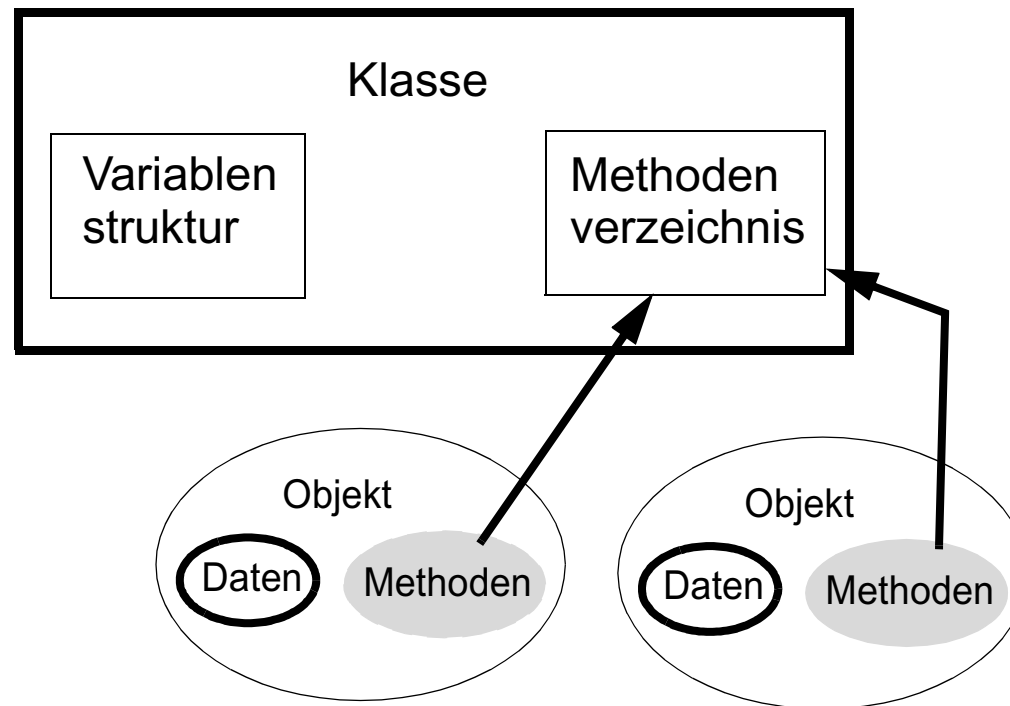 Klasse
Variablen
struktur
Methoden
verzeichnis
Objekt
Daten
Methoden
Objekt
Daten
Methoden